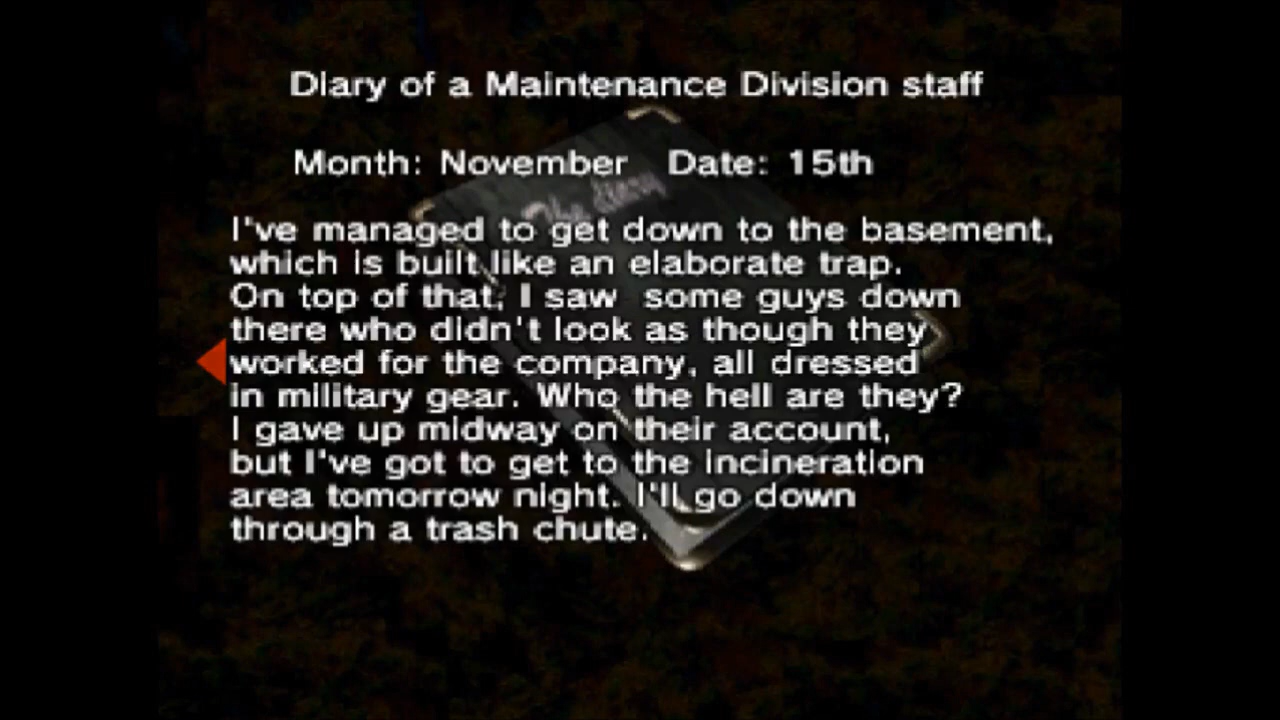 Diary of a Maintenance Division staff
Month: November Date: 15th
The diary
I've managed to get down to the basement,
which is built like an elaborate trap.
On top of that, I saw some guys down
there who didn't look as though they
worked for the company, all dressed
in military gear. Who the hell are they?
I gave up midway on their account,
but I've got to get to the incineration
area tomorrow night. I'll go down
through a trash chute.